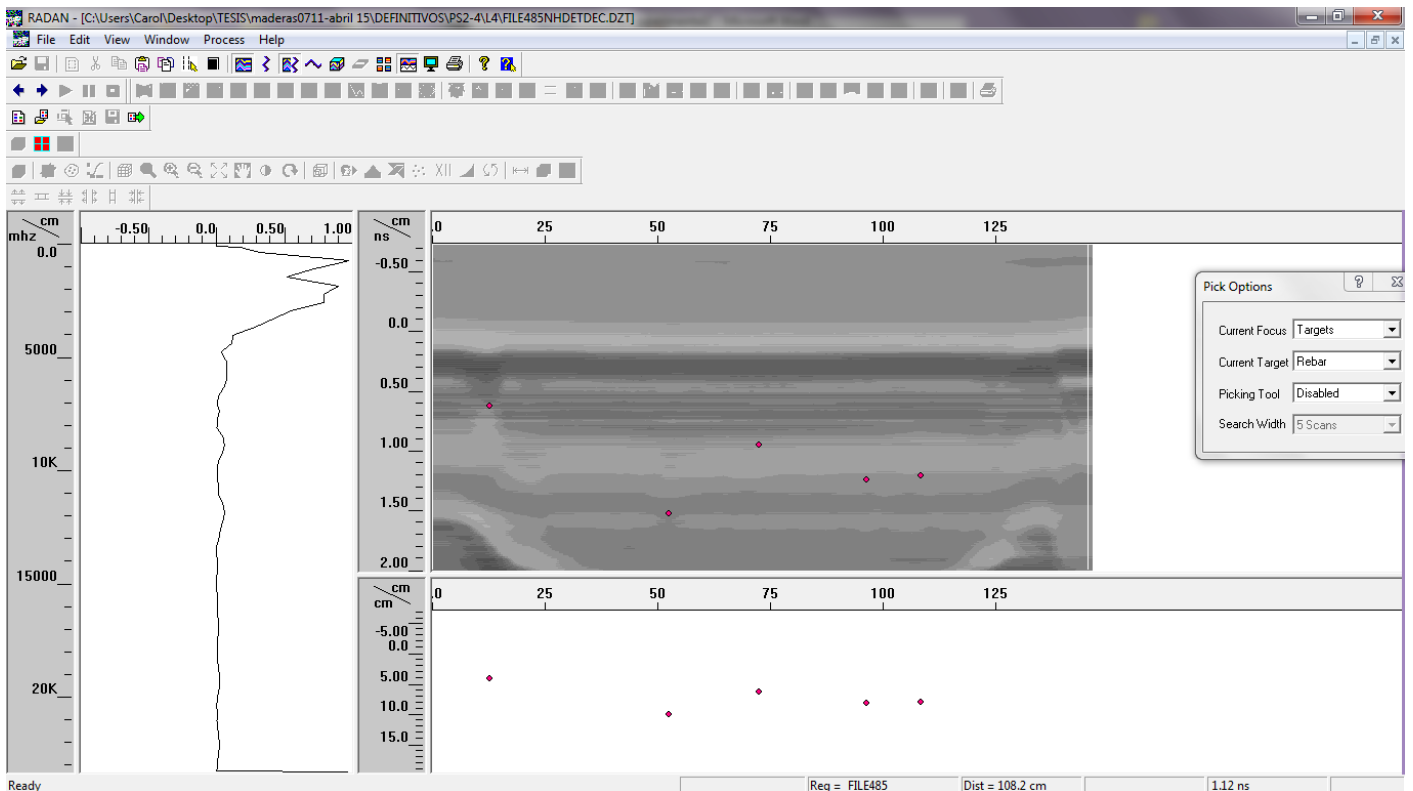 RADAN - [C:\Users\Carol\Desktop\TESIS\maderas0711-abril 15\DEFINITIVOS\PS2-4\L4\FILE485NHDETDEC.DZT]
File Edit View Window Process Help
XII
cm
mhz
-0.50 0.0 0.50 1.00
cm
ns
.0 25 50 75 100 125
0.0
5000
10K
15000
20K
-0.50
0.0
0.50
1.00
1.50
2.00
Pick Options
Current Focus Targets
Current Target Rebar
Picking Tool Disabled
Search Width 5 Scans
cm
cm
.0 25 50 75 100 125
-5.00
0.0
5.00
10.0
15.0
Ready Reg = FILE485 Dist = 108.2 cm 1.12 ns